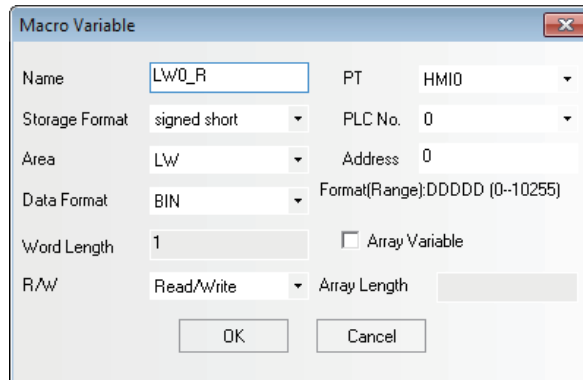 Macro Variable
Name LW0_R PT HMI0
Storage Format signed short PLC No. 0
Area LW Address 0
Data Format BIN Format(Range):DDDDD (0--10255)
Word Length 1 Array Variable
R/W Read/Write Array Length
OK Cancel